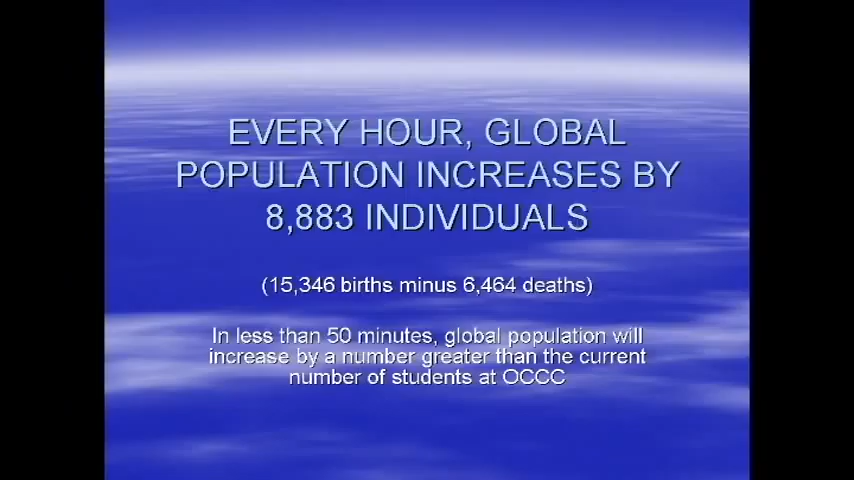 EVERY HOUR, GLOBAL
POPULATION INCREASES BY
8,883 INDIVIDUALS
(15,346 births minus 6,464 deaths)
In less than 50 minutes, global population will
increase by a number greater than the current
number of students at OCCC